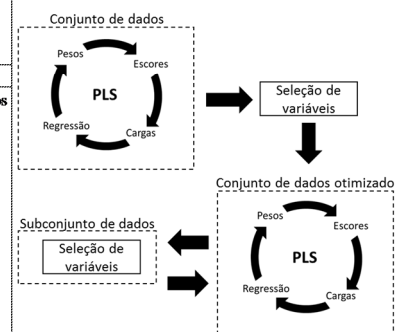 Conjunto de dados
Pesos
Escores
PLS
Regressão
Cargas
Seleção de
variáveis
Conjunto de dados otimizado
Pesos
Escores
PLS
Regressão
Cargas
Subconjunto de dados
Seleção de
variáveis